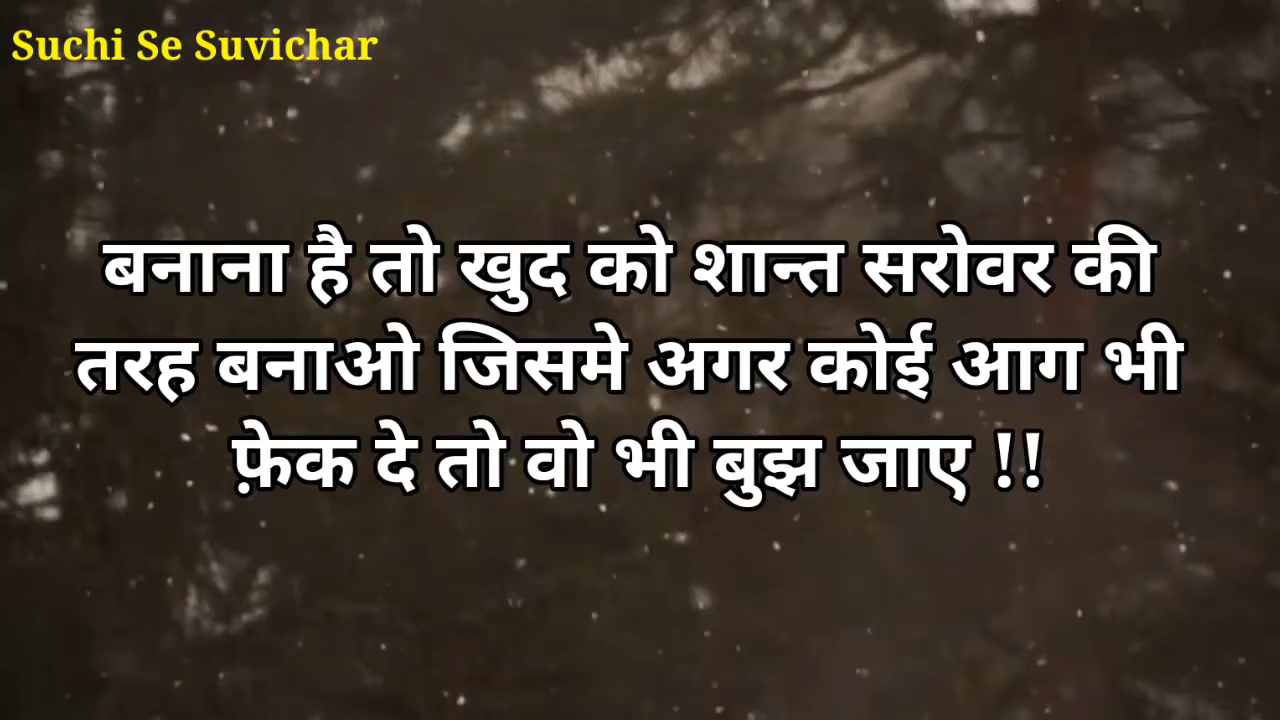 Suchi Se Suvichar
बनाना है तो खुद को शान्त सरोवर की
तरह बनाओ जिसमे अगर कोई आग भी
फ़ेक दे तो वो भी बुझ जाए !!